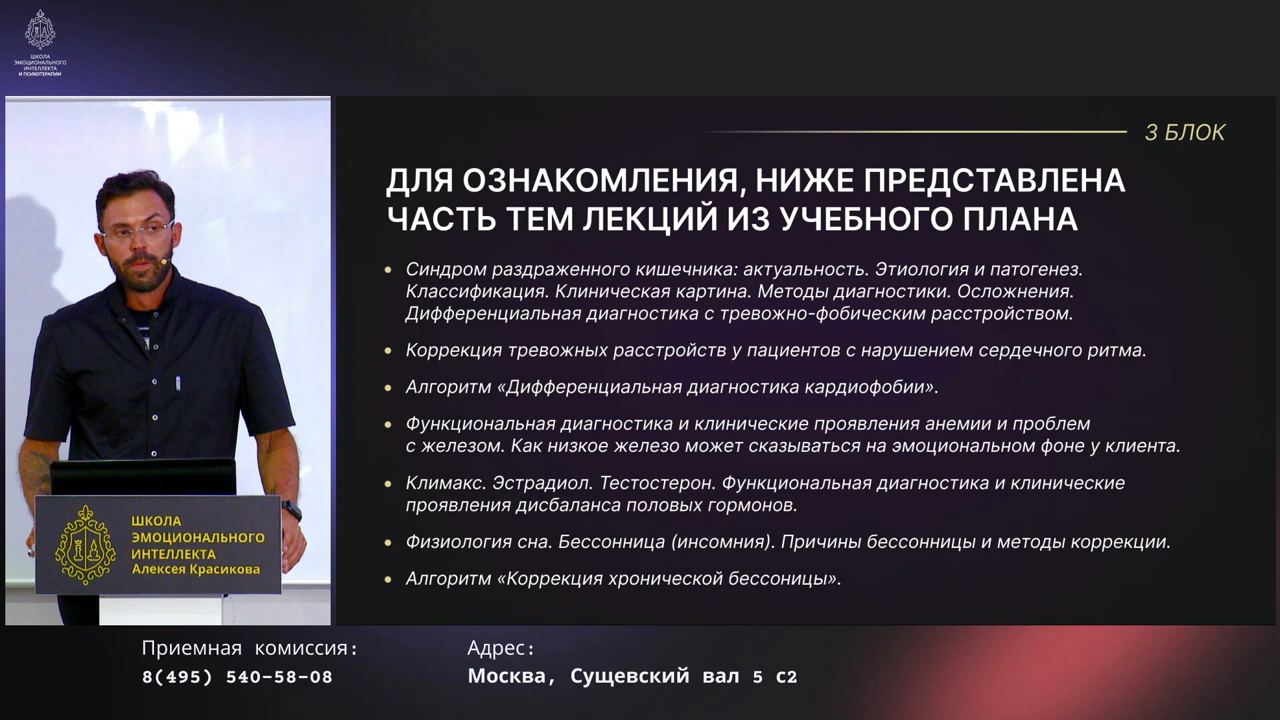 ШКОЛА
ЭМОЦИОНАЛЬНОГО
ИНТЕЛЛЕКТА
И ПСИХОТЕРАПИИ
3 БЛОК
ДЛЯ ОЗНАКОМЛЕНИЯ, НИЖЕ ПРЕДСТАВЛЕНА
ЧАСТЬ ТЕМ ЛЕКЦИЙ ИЗ УЧЕБНОГО ПЛАНА
• Синдром раздраженного кишечника: актуальность. Этиология и патогенез.
Классификация. Клиническая картина. Методы диагностики. Осложнения.
Дифференциальная диагностика с тревожно-фобическим расстройством.
• Коррекция тревожных расстройств у пациентов с нарушением сердечного ритма.
• Алгоритм «Дифференциальная диагностика кардиофобии».
• Функциональная диагностика и клинические проявления анемии и проблем
с железом. Как низкое железо может сказываться на эмоциональном фоне у клиента.
• Климакс. Эстрадиол. Тестостерон. Функциональная диагностика и клинические
проявления дисбаланса половых гормонов.
• Физиология сна. Бессонница (инсомния). Причины бессонницы и методы коррекции.
• Алгоритм «Коррекция хронической бессоницы».
ШКОЛА
ЭМОЦИОНАЛЬНОГО
ИНТЕЛЛЕКТА
Алексея Красикова
Приемная комиссия:
8(495) 540-58-08
Адрес:
Москва, Сущевский вал 5 с2